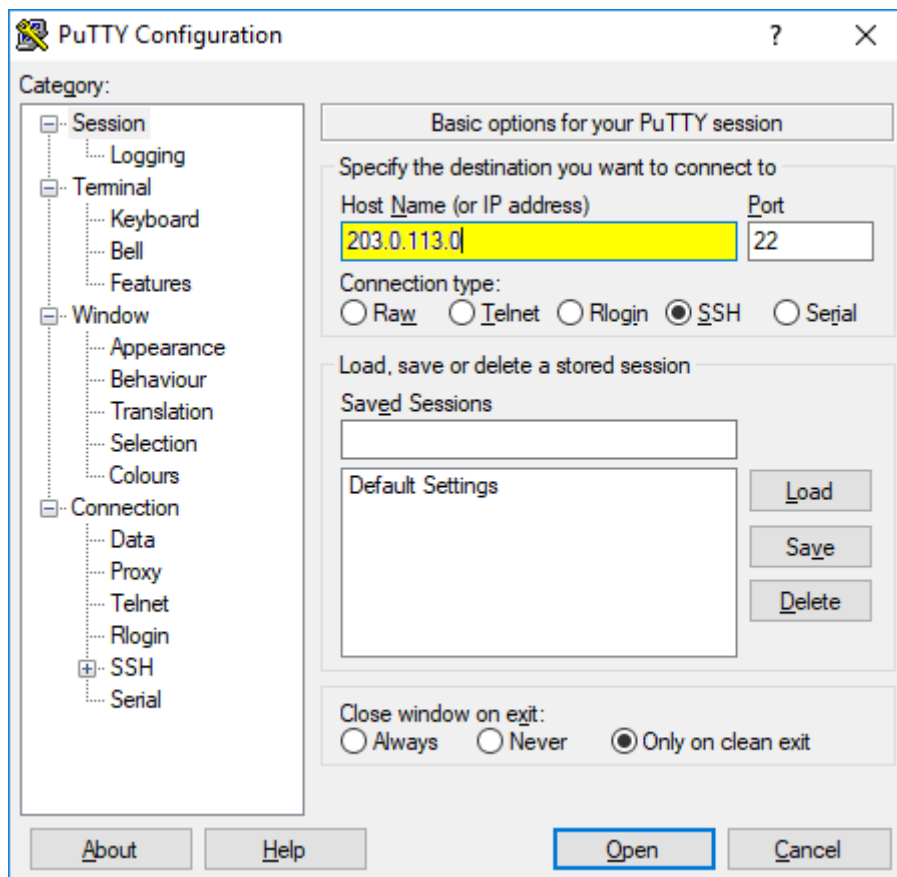 PuTTY Configuration
?
Category:
Session
Logging
Terminal
Keyboard
Bell
Features
Window
Appearance
Behaviour
Translation
Selection
Colours
Connection
Data
Proxy
Telnet
Rlogin
SSH
Serial
Basic options for your PuTTY session
Specify the destination you want to connect to
Host Name (or IP address) Port
203.0.113.0 22
Connection type:
Raw Telnet Rlogin SSH Serial
Load, save or delete a stored session
Saved Sessions
Default Settings
Load
Save
Delete
Close window on exit:
Always Never Only on clean exit
About Help Open Cancel